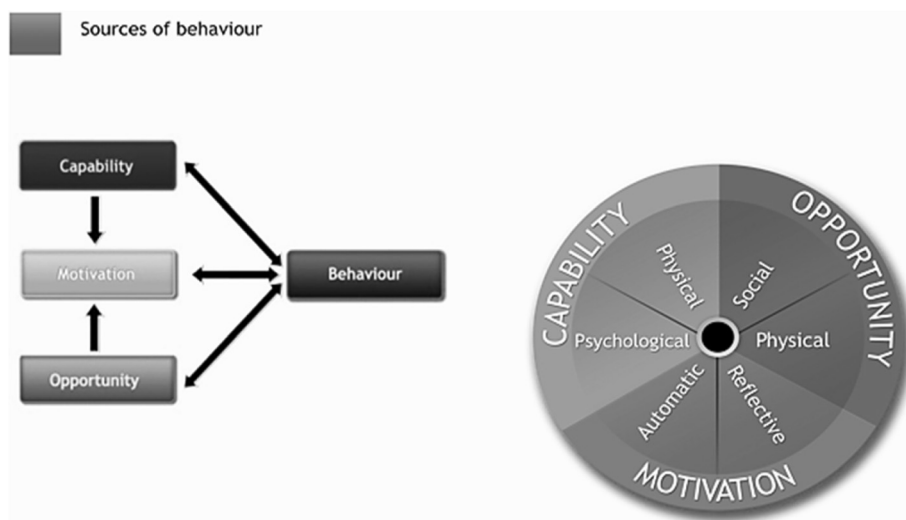 Sources of behaviour
Capability
Motivation
Behaviour
Opportunity
CAPABILITY
OPPORTUNITY
MOTIVATION
Physical
Social
Psychological
Physical
Automatic
Reflective